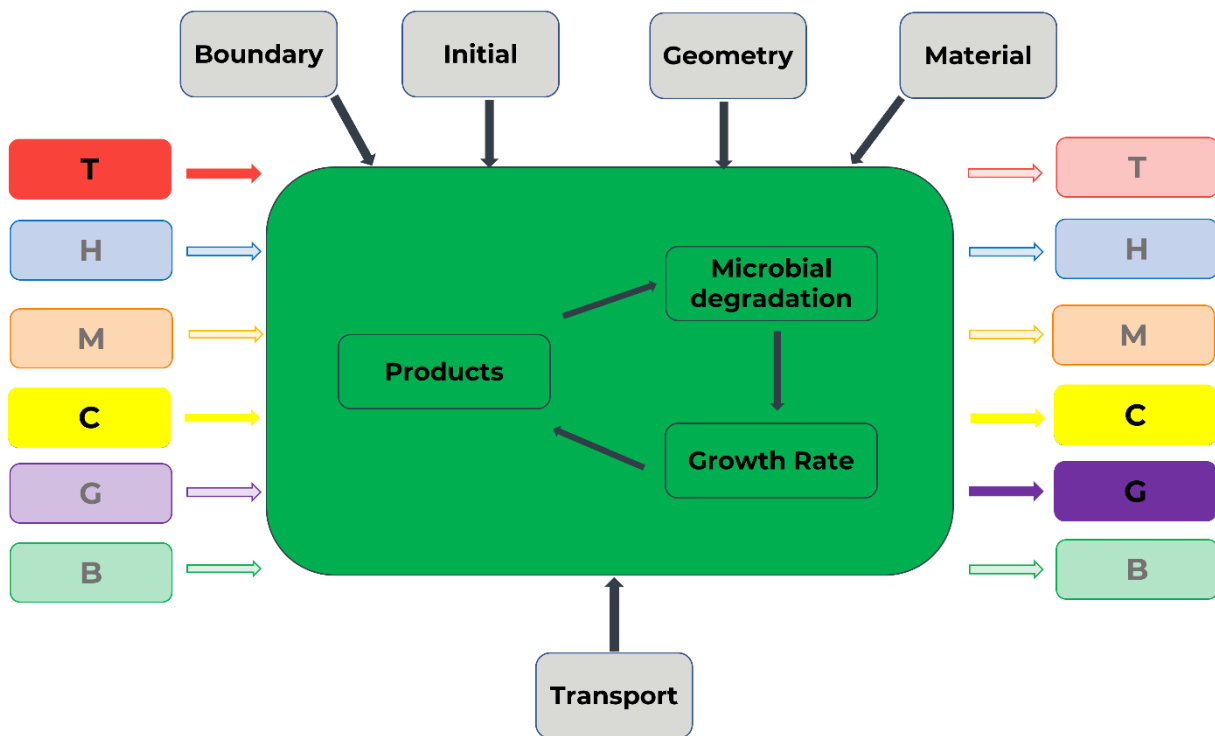 Boundary
Initial
Geometry
Material
T
H
M
C
G
B
Products
Microbial
degradation
Growth Rate
T
H
M
C
G
B
Transport